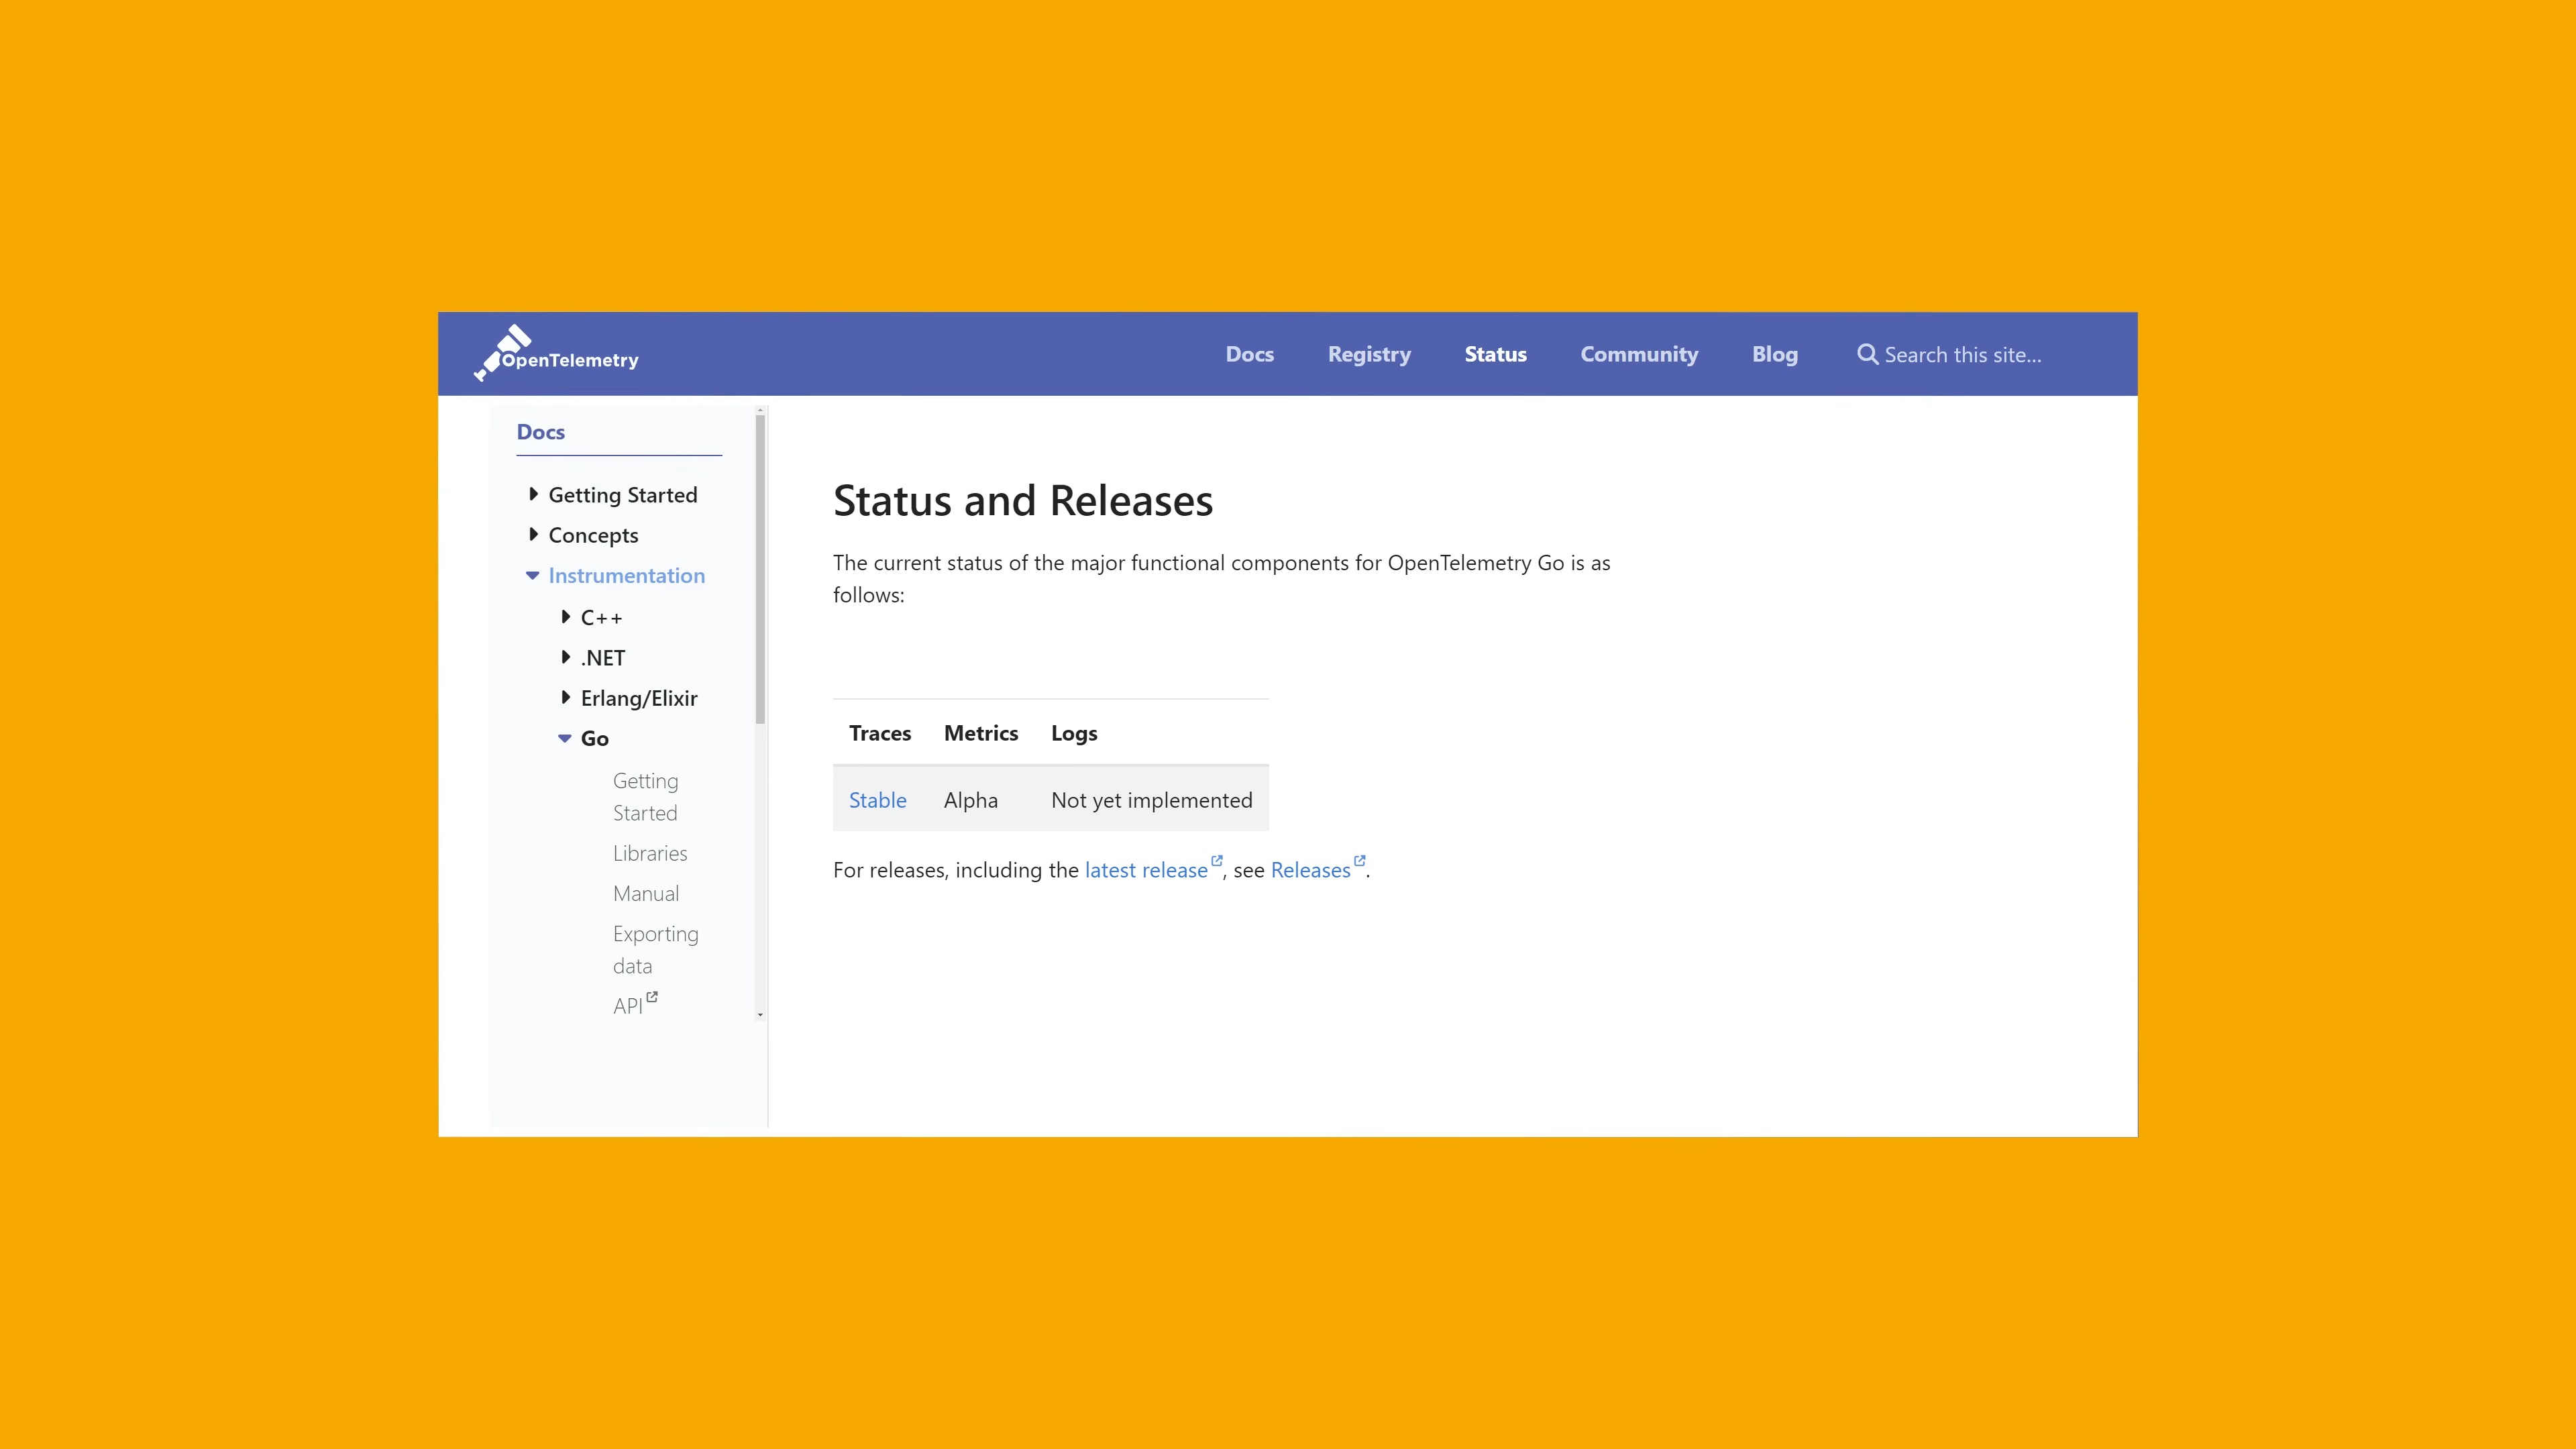 OpenTelemetry
Docs Registry Status Community Blog Search this site...
Docs
Getting Started
Concepts
Instrumentation
C++
.NET
Erlang/Elixir
Go
Getting
Started
Libraries
Manual
Exporting
data
API
Status and Releases
The current status of the major functional components for OpenTelemetry Go is as
follows:
Traces Metrics Logs
Stable Alpha Not yet implemented
For releases, including the latest release, see Releases.